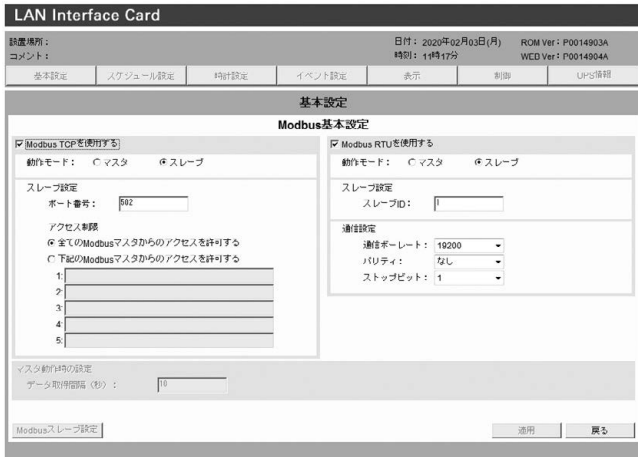 LAN Interface Card
設置場所：
コメント：
日付： 2020年02月03日(月)
時刻： 11時17分
ROM Ver : P0014903A
WEB Ver : P0014904A
基本設定
スケジュール設定
時計設定
イベント設定
表示
制御
UPS情報
基本設定
Modbus基本設定
Modbus TCPを使用する
動作モード： マスタ スレーブ
スレーブ設定
ポート番号： 502
アクセス制限
全てのModbusマスタからのアクセスを許可する
下記のModbusマスタからのアクセスを許可する
1:
2:
3:
4:
5:
Modbus RTUを使用する
動作モード： マスタ スレーブ
スレーブ設定
スレーブID： 1
通信設定
通信ボーレート： 19200
パリティ： なし
ストップビット： 1
マスタ動作時の設定
データ取得間隔（秒）： 10
Modbusスレーブ設定
適用
戻る